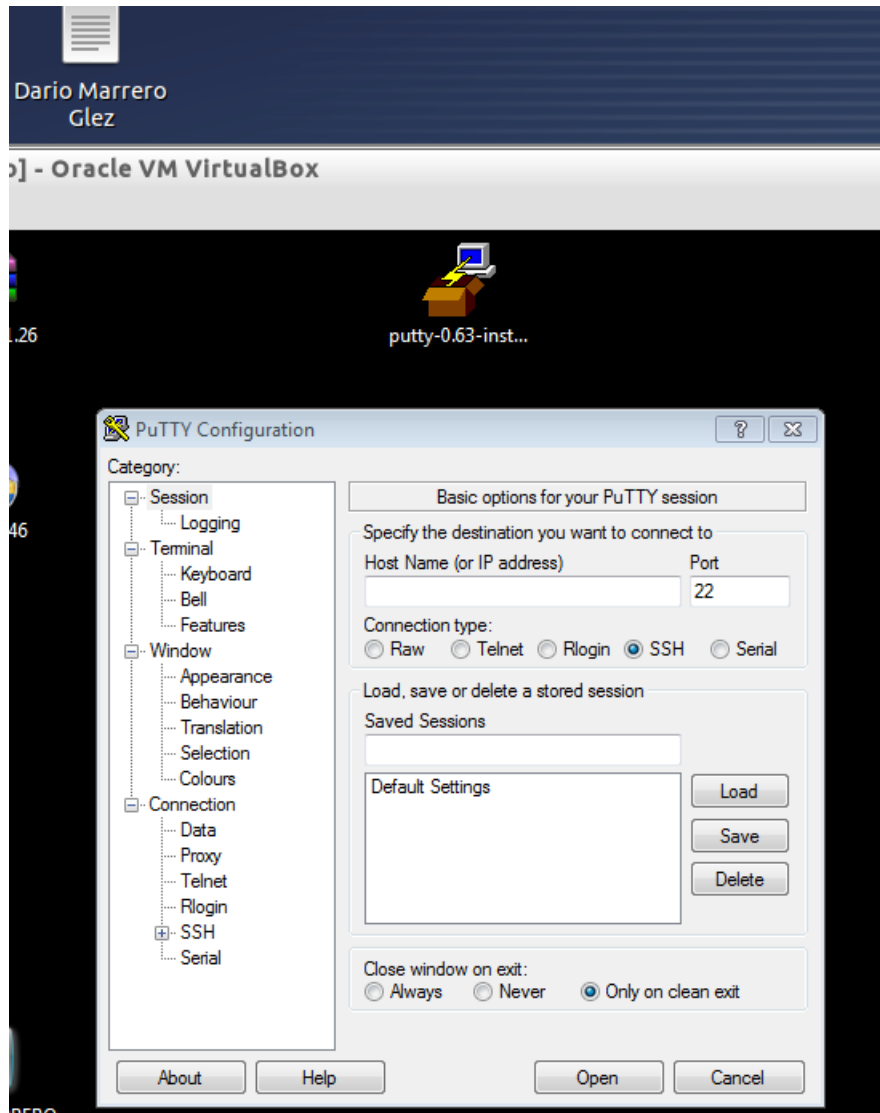 Dario Marrero
Glez
] - Oracle VM VirtualBox
.26
putty-0.63-inst...
46
PuTTY Configuration
Category:
Session
Logging
Terminal
Keyboard
Bell
Features
Window
Appearance
Behaviour
Translation
Selection
Colours
Connection
Data
Proxy
Telnet
Rlogin
SSH
Serial
Basic options for your PuTTY session
Specify the destination you want to connect to
Host Name (or IP address) Port
22
Connection type:
Raw Telnet Rlogin SSH Serial
Load, save or delete a stored session
Saved Sessions
Default Settings
Load
Save
Delete
Close window on exit:
Always Never Only on clean exit
About Help Open Cancel